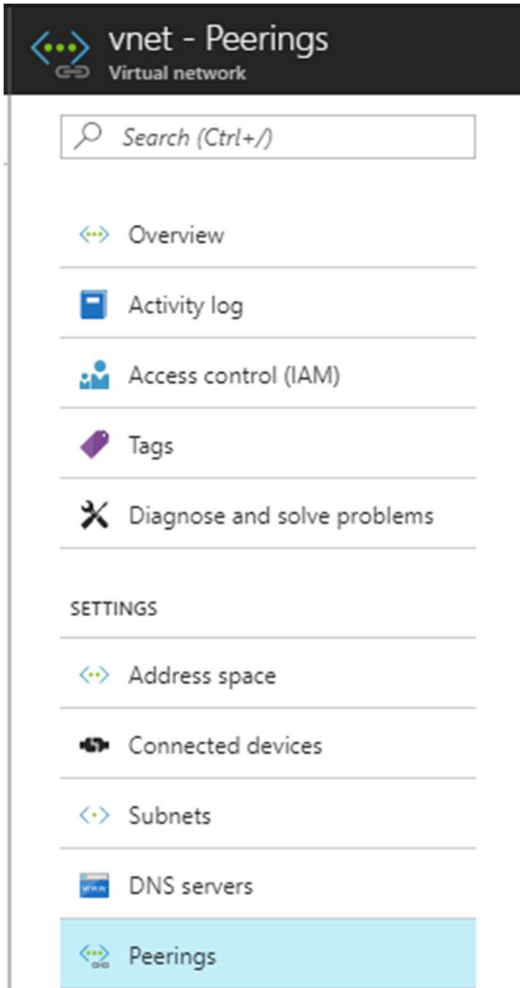 vnet - Peerings
Virtual network
Search (Ctrl+/)
Overview
Activity log
Access control (IAM)
Tags
Diagnose and solve problems
SETTINGS
Address space
Connected devices
Subnets
www
DNS servers
Peerings